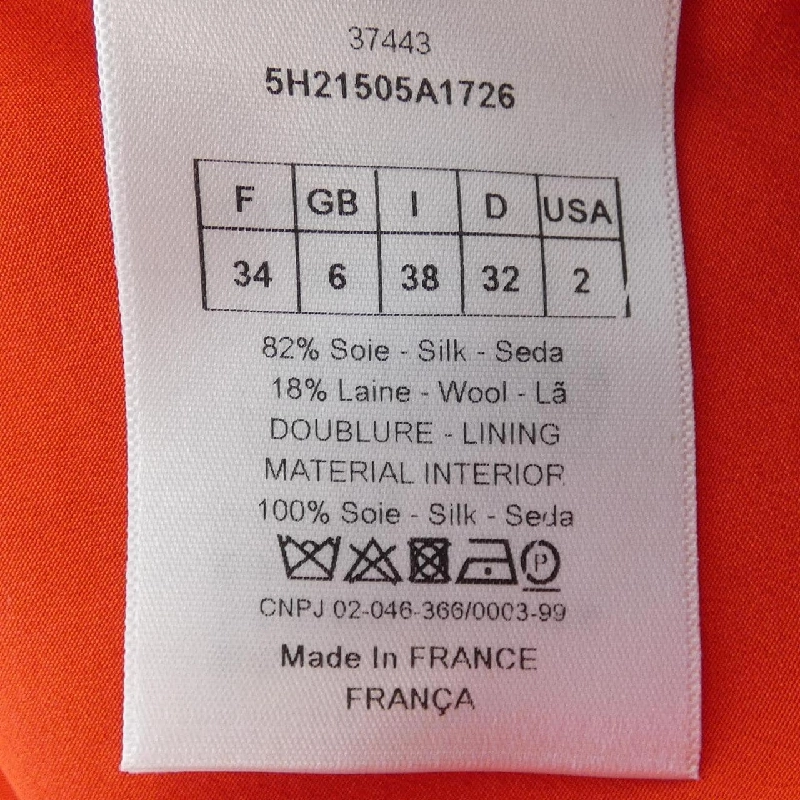 37443
5H21505A1726
F GB I D USA
34 6 38 32 2
82% Soie - Silk - Seda
18% Laine - Wool - Lã
DOUBLURE - LINING
MATERIAL INTERIOR
100% Soie - Silk - Seda
P
CNPJ 02-046-366/0003-99
Made In FRANCE
FRANÇA